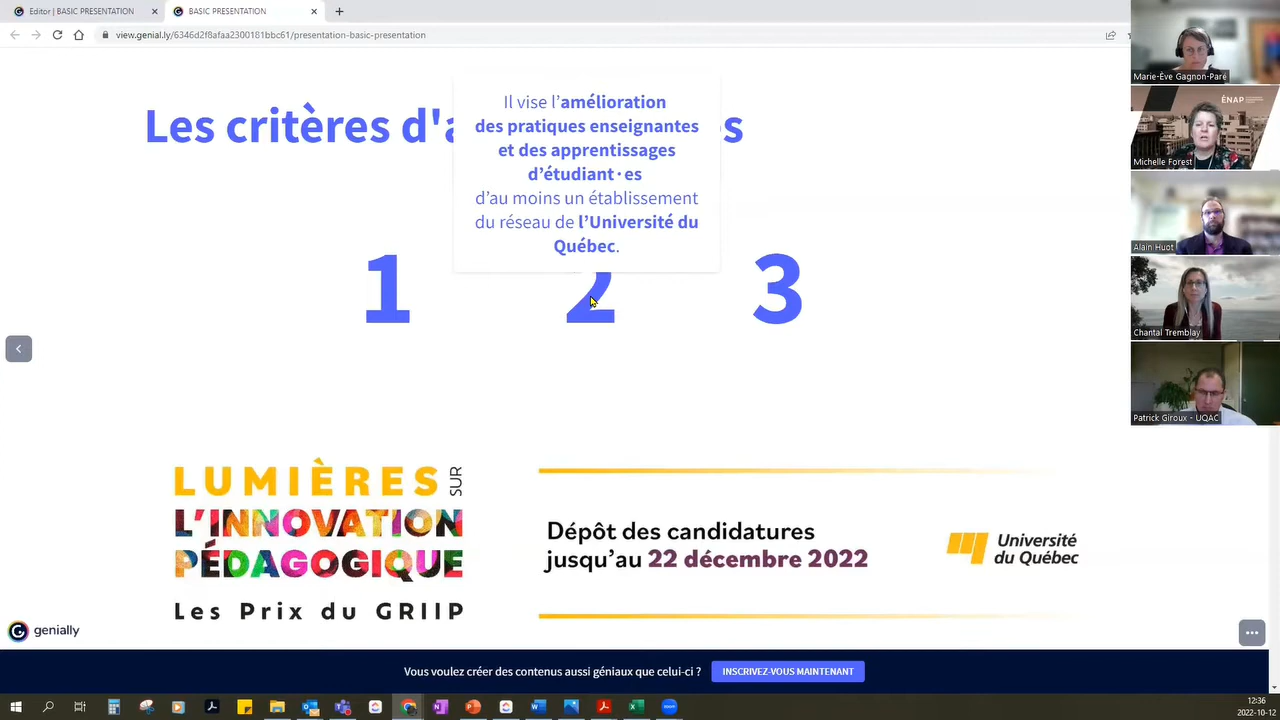 Editor | BASIC PRESENTATION
BASIC PRESENTATION
view.genial.ly/6346d2f8afaa2300181bbc61/presentation-basic-presentation
Les critères d'a
s
Il vise l'amélioration
des pratiques enseignantes
et des apprentissages
d'étudiant·es
d'au moins un établissement
du réseau de l'Université du
Québec.
1 2 3
LUMIÈRES SUR
L'INNOVATION
PÉDAGOGIQUE
Les Prix du GRIIP
Dépôt des candidatures
jusqu'au 22 décembre 2022
Université
du Québec
genially
Vous voulez créer des contenus aussi géniaux que celui-ci ?
INSCRIVEZ-VOUS MAINTENANT
Marie-Ève Gagnon-Paré
ÉNAP
Michelle Forest
Alain Huot
Chantal Tremblay
Patrick Giroux - UQAC
12:36
2022-10-12